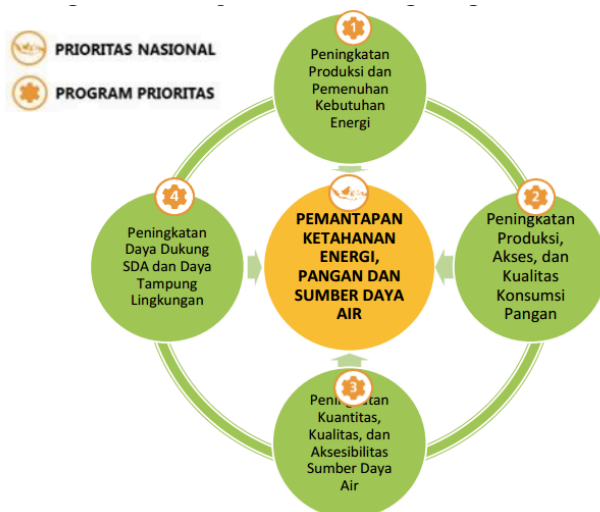 PRIORITAS NASIONAL
PROGRAM PRIORITAS
1
Peningkatan
Produksi dan
Pemenuhan
Kebutuhan
Energi
2
Peningkatan
Produksi,
Akses, dan
Kualitas
Konsumsi
Pangan
3
Peningkatan
Kuantitas,
Kualitas, dan
Aksesibilitas
Sumber Daya
Air
4
Peningkatan
Daya Dukung
SDA dan Daya
Tampung
Lingkungan
PEMANTAPAN
KETAHANAN
ENERGI,
PANGAN DAN
SUMBER DAYA
AIR